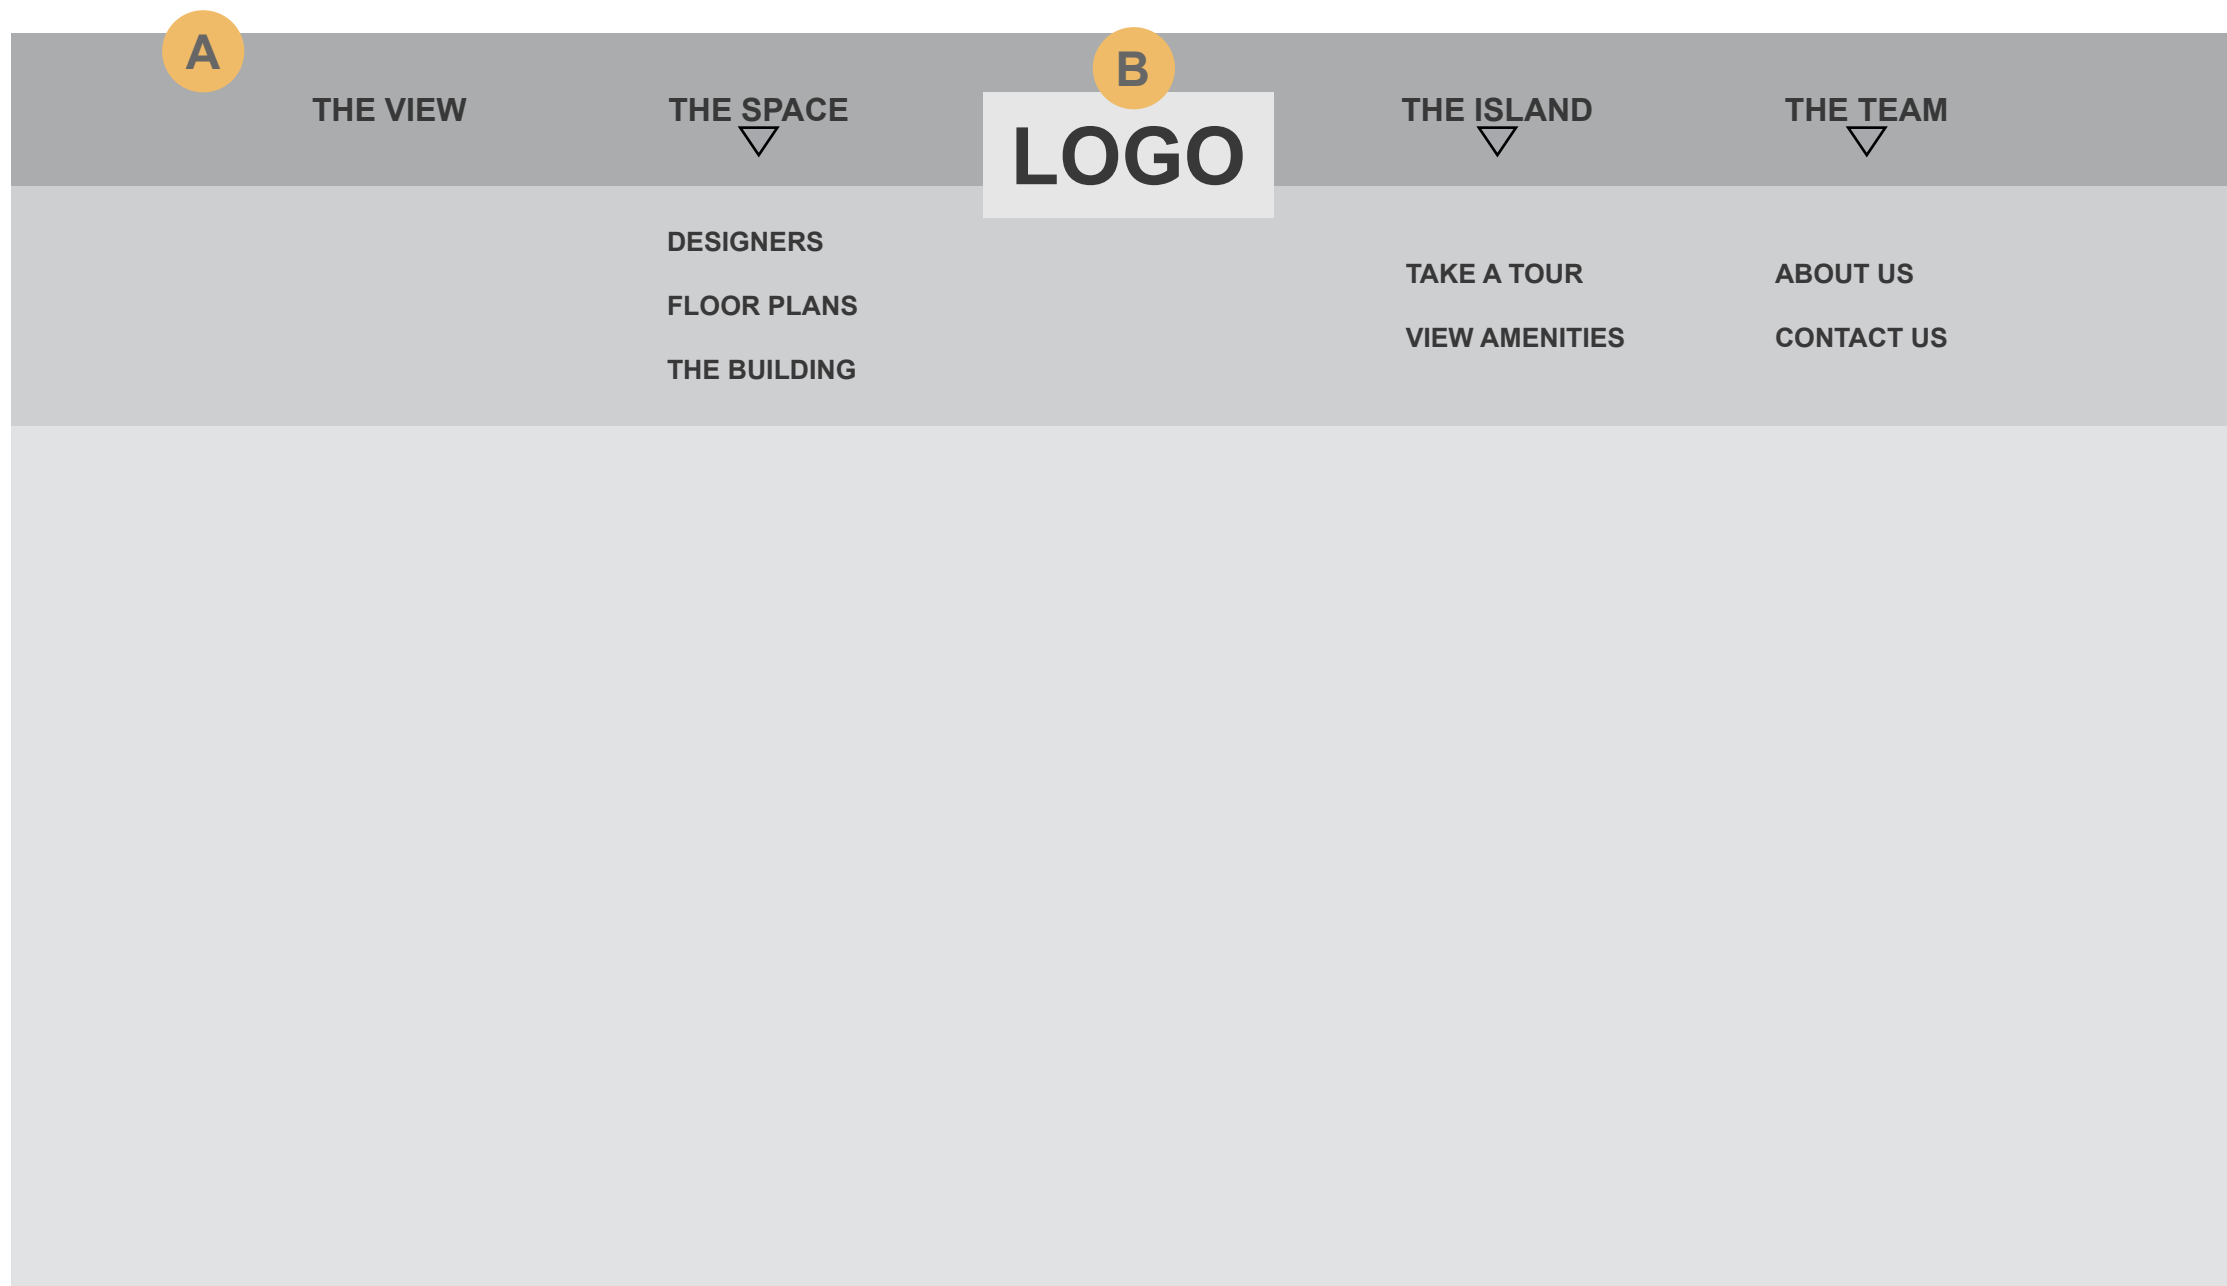 A
B
THE VIEW
THE SPACE
LOGO
THE ISLAND
THE TEAM
DESIGNERS
FLOOR PLANS
THE BUILDING
TAKE A TOUR
VIEW AMENITIES
ABOUT US
CONTACT US